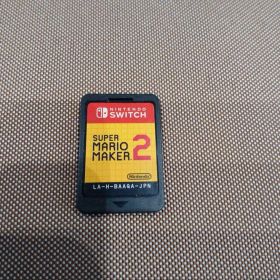 NINTENDO
SWITCH
SUPER
MARIO
MAKER 2
Nintendo
LA-H-BAAQA-JPN